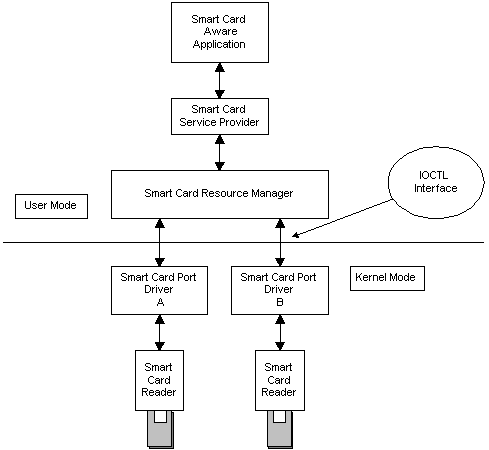 Smart Card
Aware
Application
Smart Card
Service Provider
IOCTL
Interface
Smart Card Resource Manager
User Mode
Smart Card Port
Driver
A
Smart Card Port
Driver
B
Kernel Mode
Smart
Card
Reader
Smart
Card
Reader